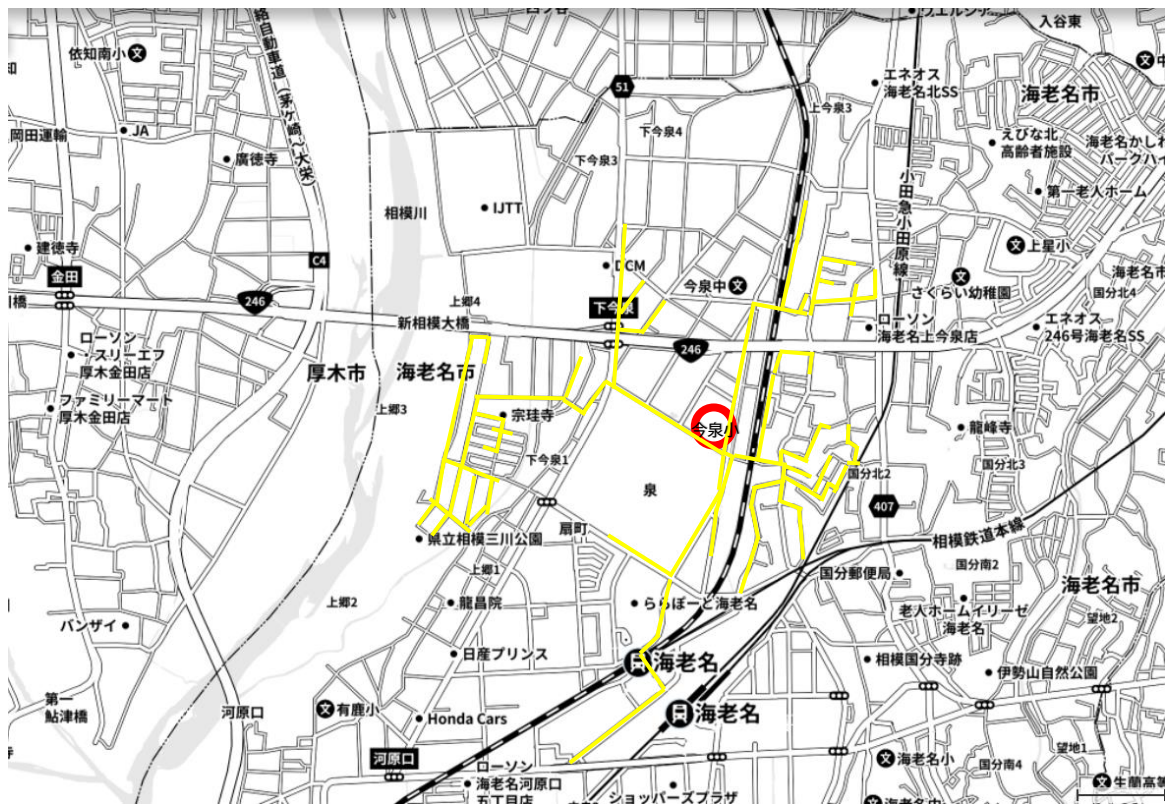 入谷東
依知南小
エネオス
海老名北SS
51
上今泉3
海老名市
下今泉4
岡田運輸
JA
えびな北
高齢者施設
下今泉3
廣徳寺
小田急小田原線
第一老人ホーム
相模川
IJTT
建徳寺
上星小
C4
DCM
金田
海老名市
今泉中
さくらい幼稚園
246
上郷4
下今泉
国分北4
新相模大橋
ローソン
海老名上今泉店
エネオス
246号海老名SS
ローソン
・スリーエフ
厚木金田店
246
厚木市
海老名市
ファミリーマート
厚木金田店
上郷3
宗珪寺
今泉小
龍峰寺
下今泉1
国分北2
国分北3
泉
407
扇町
県立相模三川公園
相模鉄道本線
上郷1
国分郵便局
国分南2
海老名市
上郷2
龍昌院
ららぽーと海老名
老人ホームイリーゼ
海老名
望地2
バンザイ
日産プリンス
海老名
相模国分寺跡
伊勢山自然公園
第一
鮎津橋
河原口
有鹿小
Honda Cars
海老名
河原口
望地1
ローソン
海老名河原口
五丁目店
海老名小
国分南4
ショッパーズプラザ